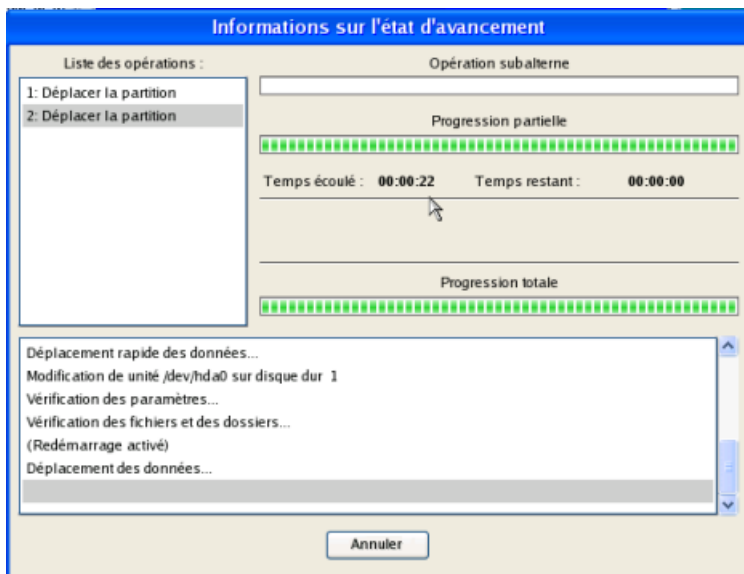 Informations sur l'état d'avancement
Liste des opérations :
1: Déplacer la partition
2: Déplacer la partition
Opération subalterne
Progression partielle
Temps écoulé : 00:00:22 Temps restant : 00:00:00
Progression totale
Déplacement rapide des données...
Modification de unité /dev/hda0 sur disque dur 1
Vérification des paramètres...
Vérification des fichiers et des dossiers...
(Redémarrage activé)
Déplacement des données...
Annuler